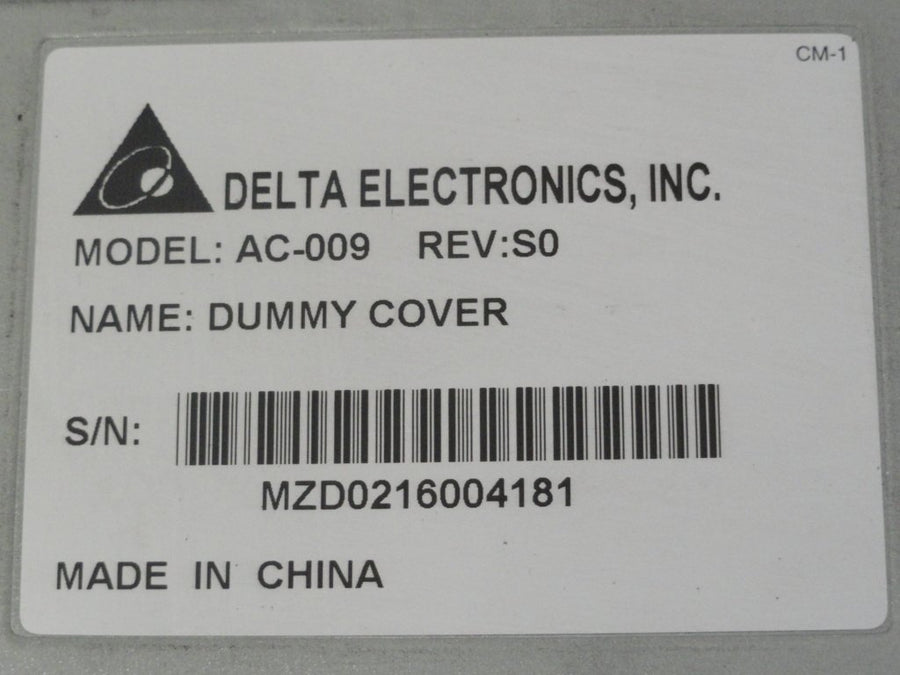 CM-1
DELTA ELECTRONICS, INC.
MODEL: AC-009 REV:S0
NAME: DUMMY COVER
S/N:
MZD0216004181
MADE IN CHINA